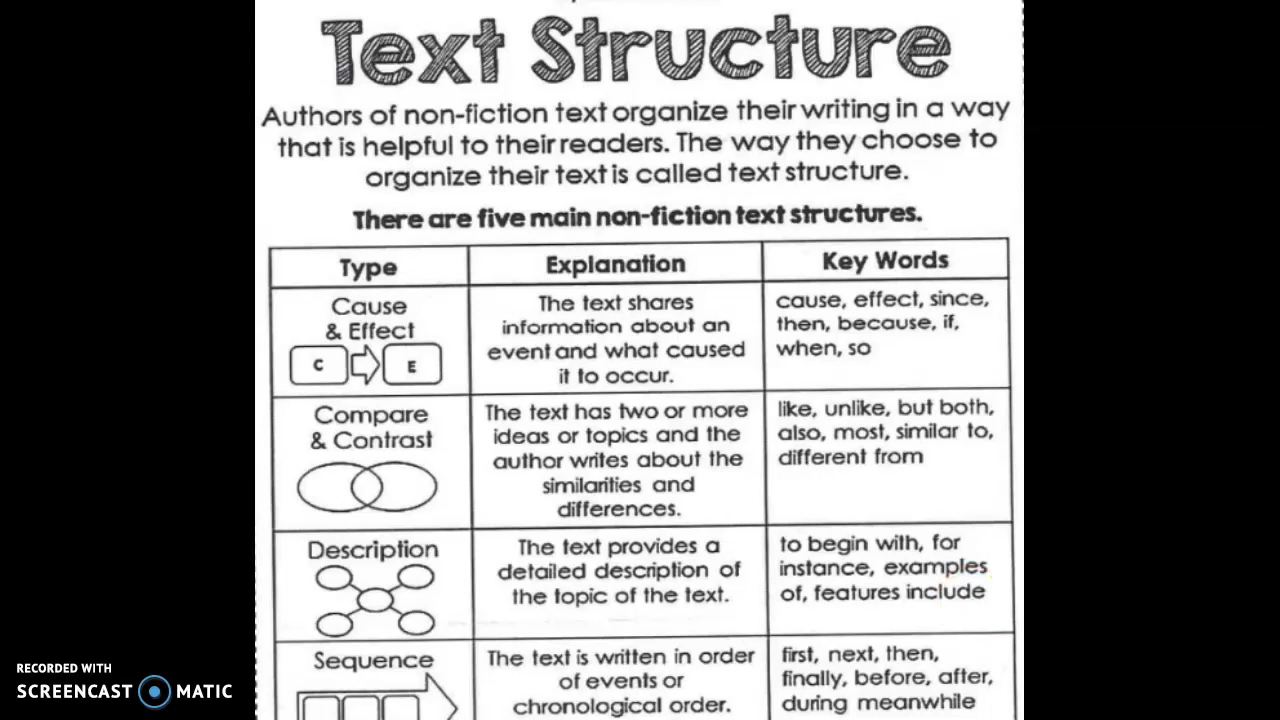 Text Structure
Authors of non-fiction text organize their writing in a way
that is helpful to their readers. The way they choose to
organize their text is called text structure.
There are five main non-fiction text structures.
Type
Explanation
Key Words
Cause
& Effect
C
E
The text shares
information about an
event and what caused
it to occur.
cause, effect, since,
then, because, if,
when, so
Compare
& Contrast
The text has two or more
ideas or topics and the
author writes about the
similarities and
differences.
like, unlike, but both,
also, most, similar to,
different from
Description
The text provides a
detailed description of
the topic of the text.
to begin with, for
instance, examples
of, features include
Sequence
The text is written in order
of events or
chronological order.
first, next, then,
finally, before, after,
during meanwhile
RECORDED WITH
SCREENCAST MATIC